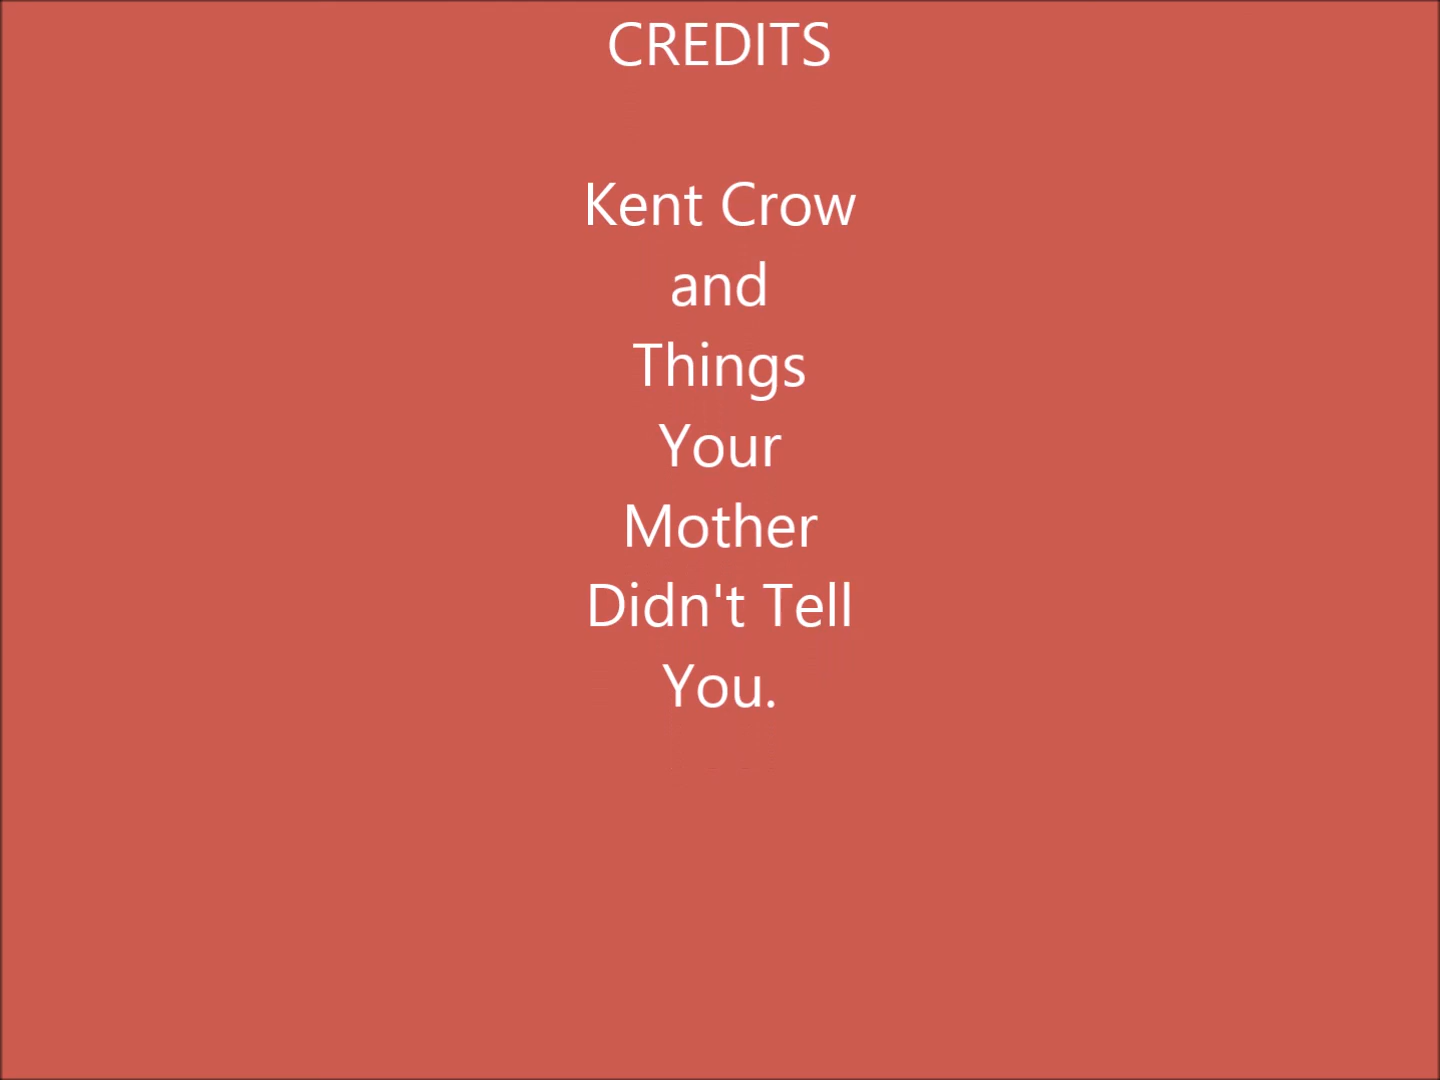 CREDITS
Kent Crow
and
Things
Your
Mother
Didn't Tell
You.